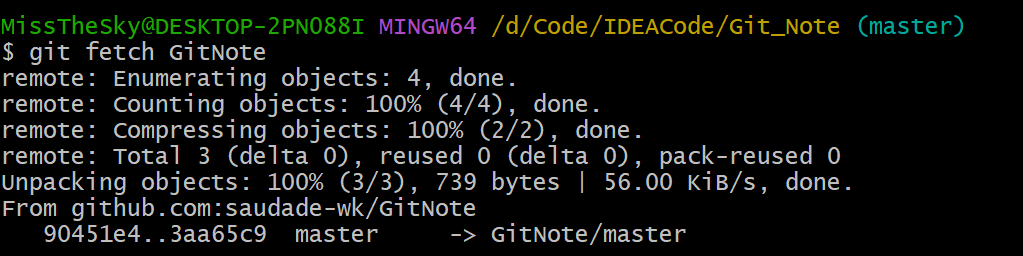 MissTheSky@DESKTOP-2PNO88I MINGW64 /d/Code/IDEACode/Git_Note (master)
$ git fetch GitNote
remote: Enumerating objects: 4, done.
remote: Counting objects: 100% (4/4), done.
remote: Compressing objects: 100% (2/2), done.
remote: Total 3 (delta 0), reused 0 (delta 0), pack-reused 0
Unpacking objects: 100% (3/3), 739 bytes | 56.00 KiB/s, done.
From github.com:saudade-wk/GitNote
   90451e4..3aa65c9  master     -> GitNote/master